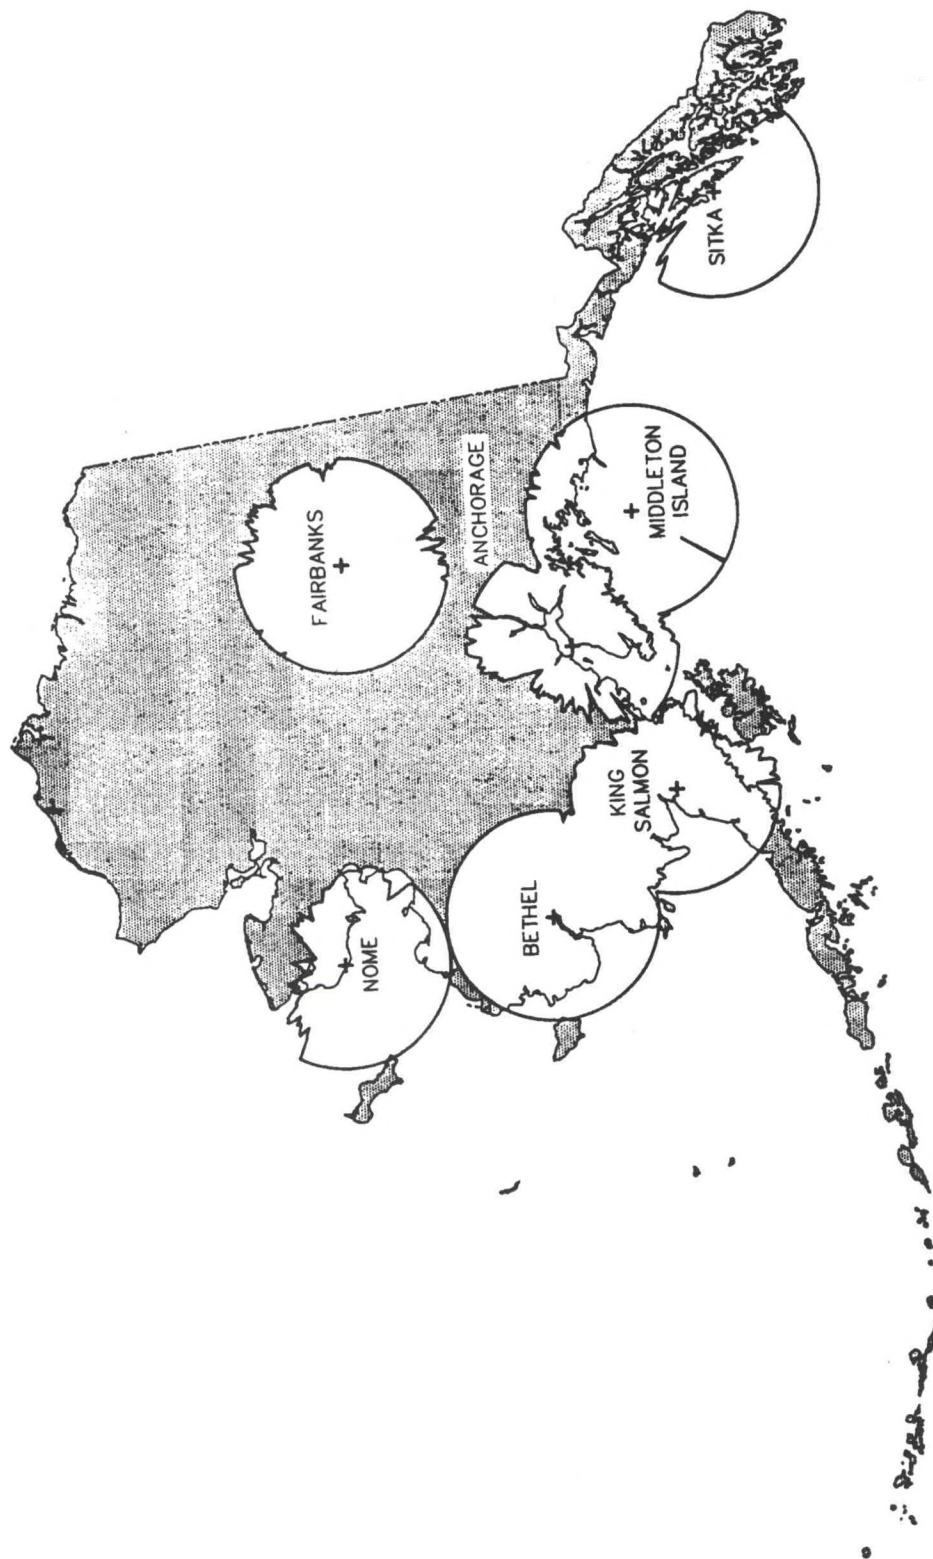 FAIRBANKS
ANCHORAGE
NOME
BETHEL
KING
SALMON
MIDDLETON
ISLAND
SITKA